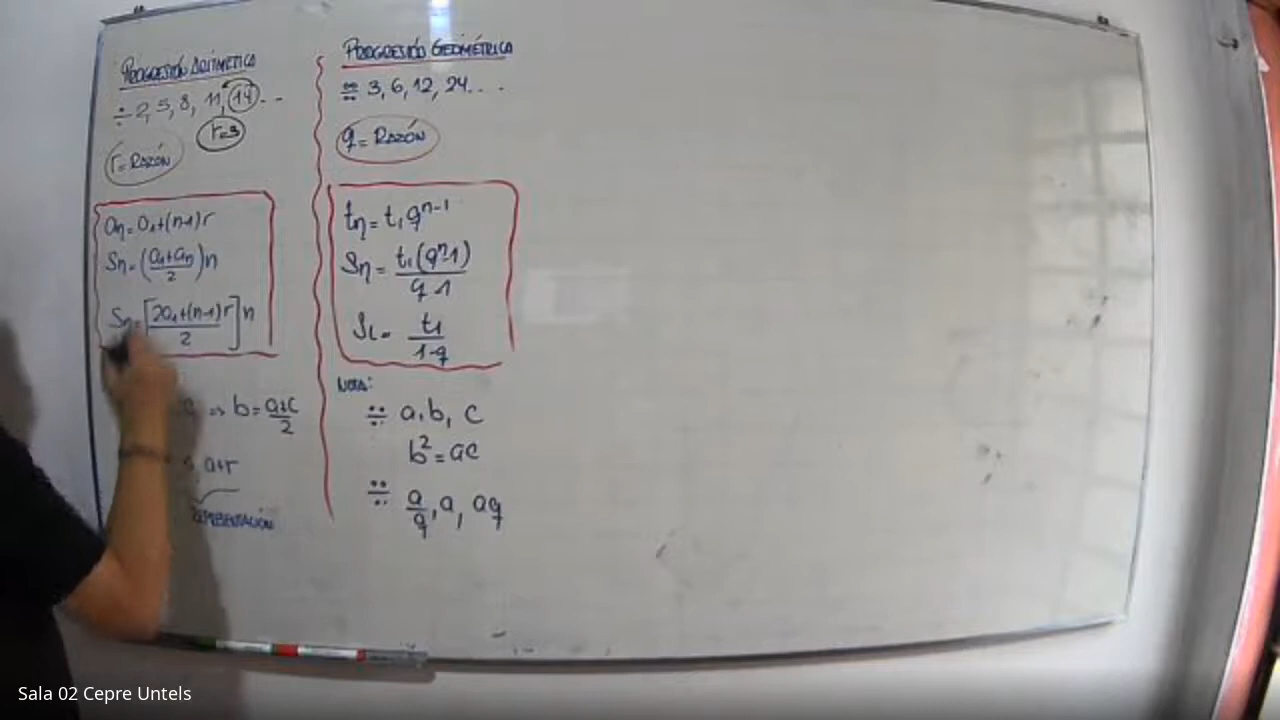 PROGRESIÓN ARITMÉTICA
÷ 2, 5, 8, 11, 14...
r=3
r = RAZÓN
an = a1+(n-1)r
Sn = (a1+an/2)n
Sn = [2a1+(n-1)r/2]n
c ⇒ b = a+c/2
a+r
REPRESENTACIÓN
PROGRESIÓN GEOMÉTRICA
∺ 3, 6, 12, 24....
q = RAZÓN
tn = t1 q^n-1
Sn = t1(q^n-1)/q-1
SL = t1/1-q
NOTA:
∺ a, b, c
b² = ac
∺ a/q, a, aq
Sala 02 Cepre Untels